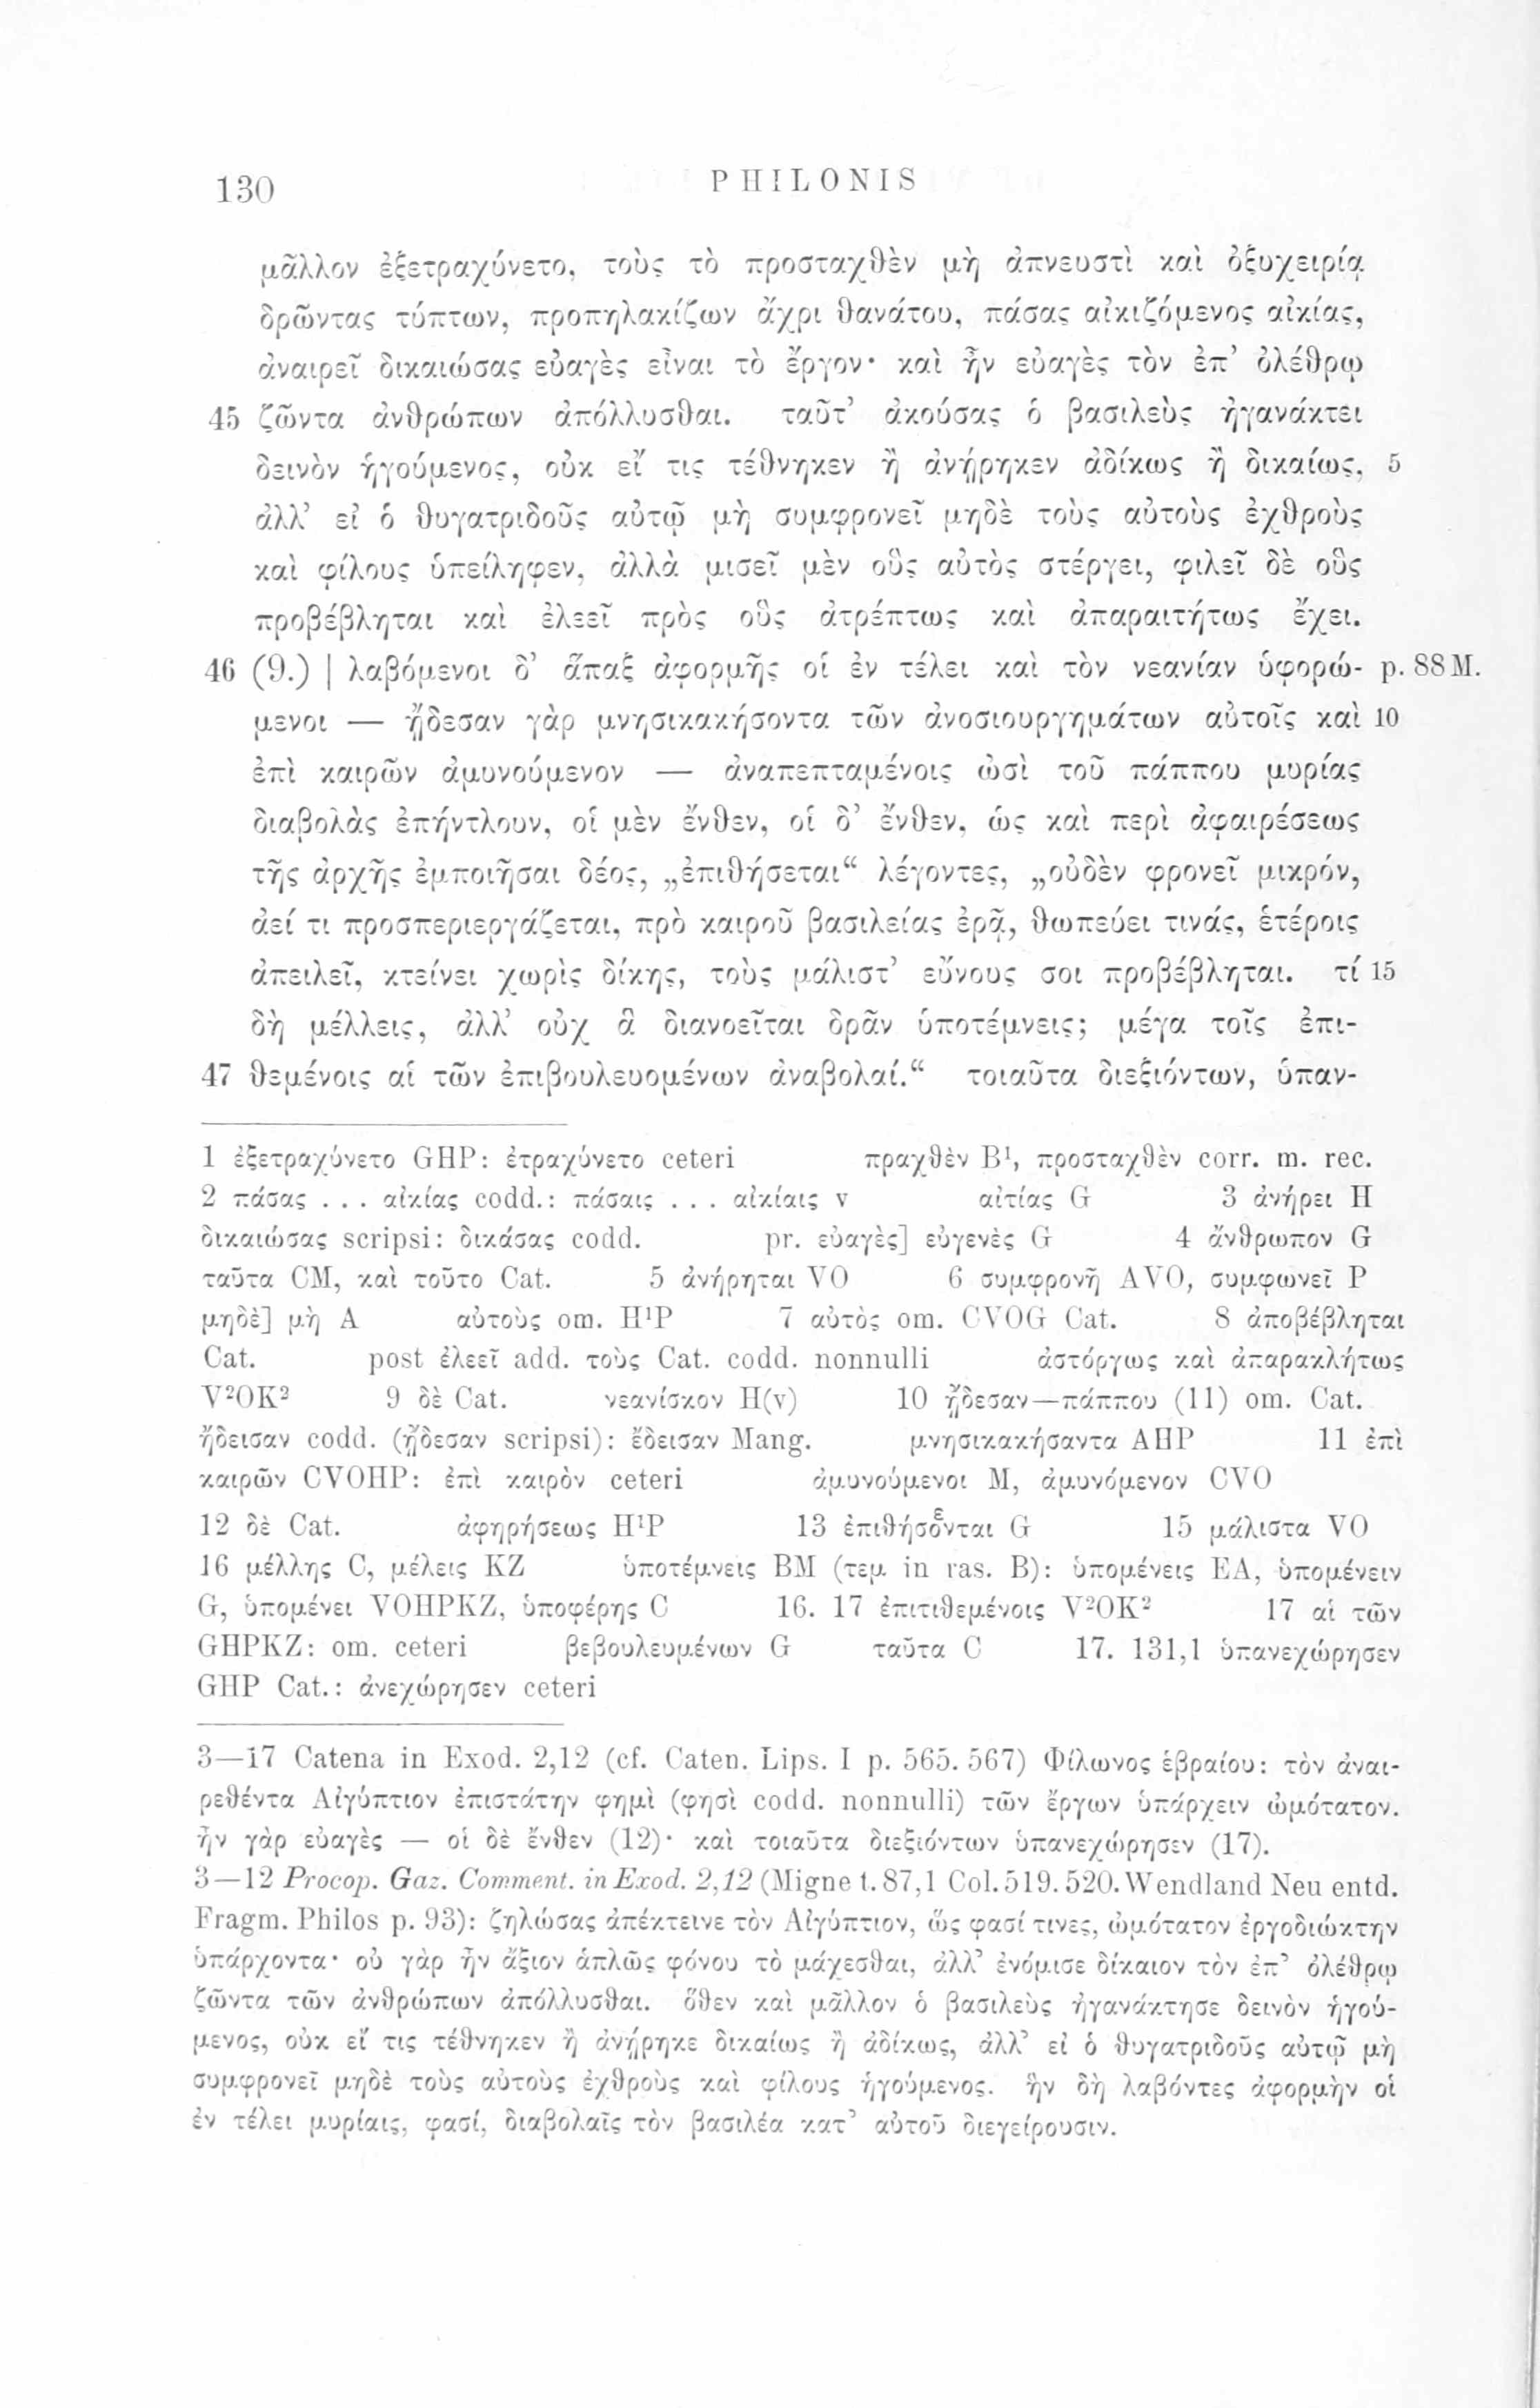 130 PHILONIS
μᾶλλον ἐξετραχύνετο, τοὺς τὸ προσταχθὲν μὴ ἀπνευστὶ καὶ ὀξυχειρίᾳ
δρῶντας τύπτων, προπηλακίζων ἄχρι θανάτου, πάσας αἰκιζόμενος αἰκίας,
ἀναιρεῖ δικαιώσας εὐαγὲς εἶναι τὸ ἔργον· καὶ ἦν εὐαγὲς τὸν ἐπ’ ὀλέθρῳ
45 ζῶντα ἀνθρώπων ἀπόλλυσθαι. ταῦτ’ ἀκούσας ὁ βασιλεὺς ἠγανάκτει
δεινὸν ἡγούμενος, οὐκ εἴ τις τέθνηκεν ἢ ἀνῄρηκεν ἀδίκως ἢ δικαίως, 5
ἀλλ’ εἰ ὁ θυγατριδοῦς αὐτῷ μὴ συμφρονεῖ μηδὲ τοὺς αὐτοὺς ἐχθροὺς
καὶ φίλους ὑπείληφεν, ἀλλὰ μισεῖ μὲν οὓς αὐτὸς στέργει, φιλεῖ δὲ οὓς
προβέβληται καὶ ἐλεεῖ πρὸς οὓς ἀτρέπτως καὶ ἀπαραιτήτως ἔχει.
46 (9.) | λαβόμενοι δ’ ἅπαξ ἀφορμῆς οἱ ἐν τέλει καὶ τὸν νεανίαν ὑφορώ- p. 88 M.
μενοι — ᾔδεσαν γὰρ μνησικακήσοντα τῶν ἀνοσιουργημάτων αὐτοῖς καὶ 10
ἐπὶ καιρῶν ἀμυνούμενον — ἀναπεπταμένοις ὠσὶ τοῦ πάππου μυρίας
διαβολὰς ἐπήντλουν, οἱ μὲν ἔνθεν, οἱ δ’ ἔνθεν, ὡς καὶ περὶ ἀφαιρέσεως
τῆς ἀρχῆς ἐμποιῆσαι δέος, „ἐπιθήσεται“ λέγοντες, „οὐδὲν φρονεῖ μικρόν,
ἀεί τι προσπεριεργάζεται, πρὸ καιροῦ βασιλείας ἐρᾷ, θωπεύει τινάς, ἑτέροις
ἀπειλεῖ, κτείνει χωρὶς δίκης, τοὺς μάλιστ’ εὔνους σοι προβέβληται. τί 15
δὴ μέλλεις, ἀλλ’ οὐχ ἃ διανοεῖται δρᾶν ὑποτέμνεις; μέγα τοῖς ἐπι-
47 θεμένοις αἱ τῶν ἐπιβουλευομένων ἀναβολαί.“ τοιαῦτα διεξιόντων, ὑπαν-
1 ἐξετραχύνετο GHP: ἐτραχύνετο ceteri πραχθὲν B¹, προσταχθὲν corr. m. rec.
2 πάσας . . . αἰκίας codd.: πάσαις . . . αἰκίαις v αἰτίας G 3 ἀνήρει H
δικαιώσας scripsi: δικάσας codd. pr. εὐαγὲς] εὐγενὲς G 4 ἄνθρωπον G
ταῦτα CM, καὶ τοῦτο Cat. 5 ἀνήρηται VO 6 συμφρονῆ AVO, συμφωνεῖ P
μηδὲ] μὴ A αὐτοὺς om. H¹P 7 αὐτὸς om. CVOG Cat. 8 ἀποβέβληται
Cat. post ἐλεεῖ add. τοὺς Cat. codd. nonnulli ἀστόργως καὶ ἀπαρακλήτως
V²OK² 9 δὲ Cat. νεανίσκον H(v) 10 ᾔδεσαν—πάππου (11) om. Cat.
ἤδεισαν codd. (ᾔδεσαν scripsi): ἔδεισαν Mang. μνησικακήσαντα AHP 11 ἐπὶ
καιρῶν CVOHP: ἐπὶ καιρὸν ceteri ἀμυνούμενοι M, ἀμυνόμενον CVO
12 δὲ Cat. ἀφηρήσεως H¹P 13 ἐπιθήσοͤνται G 15 μάλιστα VO
16 μέλλης C, μέλεις KZ ὑποτέμνεις BM (τεμ in ras. B): ὑπομένεις EA, ὑπομένειν
G, ὑπομένει VOHPKZ, ὑποφέρης C 16. 17 ἐπιτιθεμένοις V²OK² 17 αἱ τῶν
GHPKZ: om. ceteri βεβουλευμένων G ταῦτα C 17. 131,1 ὑπανεχώρησεν
GHP Cat.: ἀνεχώρησεν ceteri
3—17 Catena in Exod. 2,12 (cf. Caten. Lips. I p. 565. 567) Φίλωνος ἑβραίου: τὸν ἀναι-
ρεθέντα Αἰγύπτιον ἐπιστάτην φημὶ (φησὶ codd. nonnulli) τῶν ἔργων ὑπάρχειν ὠμότατον.
ἦν γὰρ εὐαγὲς — οἱ δὲ ἔνθεν (12)· καὶ τοιαῦτα διεξιόντων ὑπανεχώρησεν (17).
3—12 Procop. Gaz. Comment. in Exod. 2,12 (Migne t. 87,1 Col. 519. 520. Wendland Neu entd.
Fragm. Philos p. 93): ζηλώσας ἀπέκτεινε τὸν Αἰγύπτιον, ὥς φασί τινες, ὠμότατον ἐργοδιώκτην
ὑπάρχοντα· οὐ γὰρ ἦν ἄξιον ἁπλῶς φόνου τὸ μάχεσθαι, ἀλλ’ ἐνόμισε δίκαιον τὸν ἐπ’ ὀλέθρῳ
ζῶντα τῶν ἀνθρώπων ἀπόλλυσθαι. ὅθεν καὶ μᾶλλον ὁ βασιλεὺς ἠγανάκτησε δεινὸν ἡγού-
μενος, οὐκ εἴ τις τέθνηκεν ἢ ἀνῄρηκε δικαίως ἢ ἀδίκως, ἀλλ’ εἰ ὁ θυγατριδοῦς αὐτῷ μὴ
συμφρονεῖ μηδὲ τοὺς αὐτοὺς ἐχθροὺς καὶ φίλους ἡγούμενος. ἣν δὴ λαβόντες ἀφορμὴν οἱ
ἐν τέλει μυρίαις, φασί, διαβολαῖς τὸν βασιλέα κατ’ αὐτοῦ διεγείρουσιν.